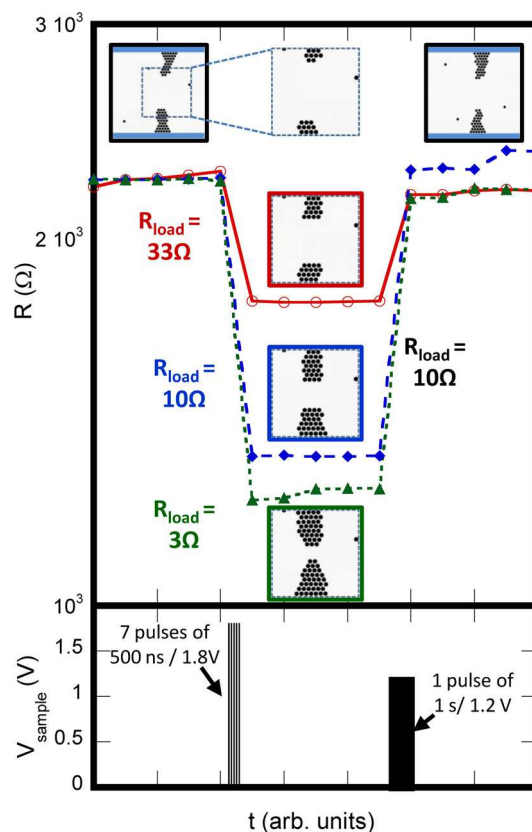 3 10³
2 10³
10³
R (Ω)
R_load =
33Ω
R_load =
10Ω
R_load =
10Ω
R_load =
3Ω
1.5
1
0.5
0
V_sample (V)
7 pulses of
500 ns / 1.8V
1 pulse of
1 s/ 1.2 V
t (arb. units)